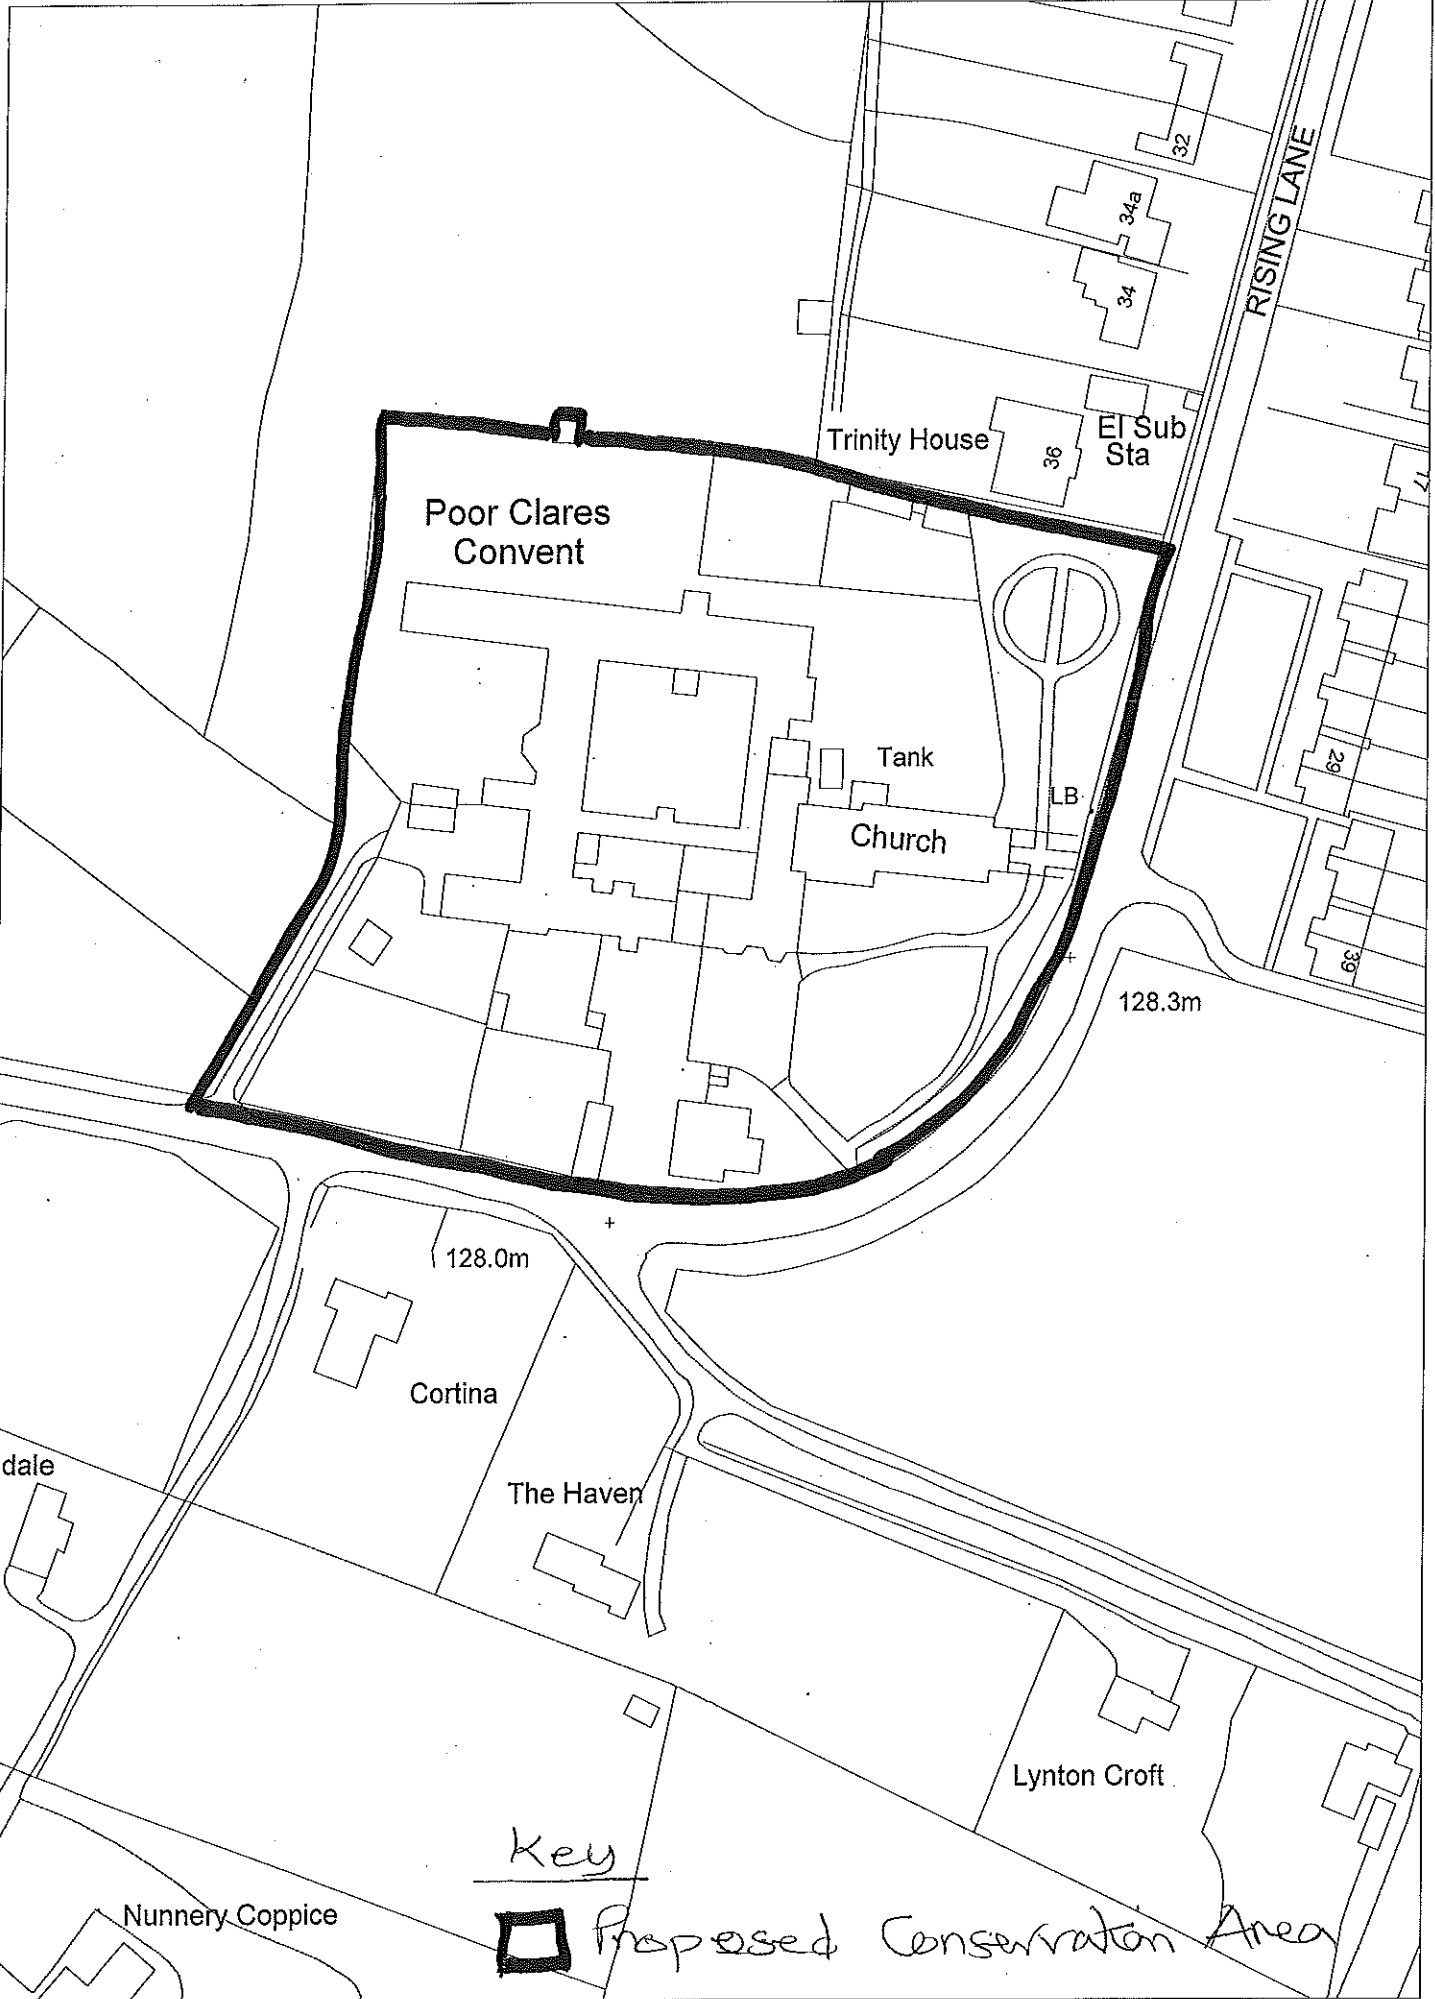 32
34a
RISING LANE
34
Trinity House
36
El Sub
Sta
17
Poor Clares
Convent
Tank
29
LB
Church
39
128.3m
128.0m
Cortina
dale
The Haven
Lynton Croft
Key
Nunnery Coppice
Proposed Conservation Area